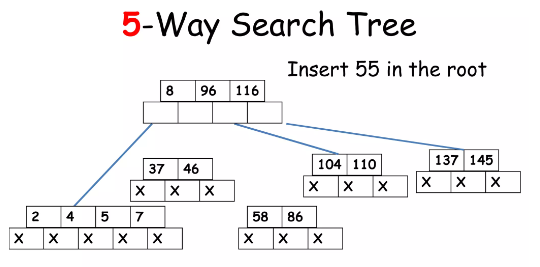 5-Way Search Tree
Insert 55 in the root
8 96 116
37 46
X X X
104 110
X X X
137 145
X X X
2 4 5 7
X X X X X
58 86
X X X